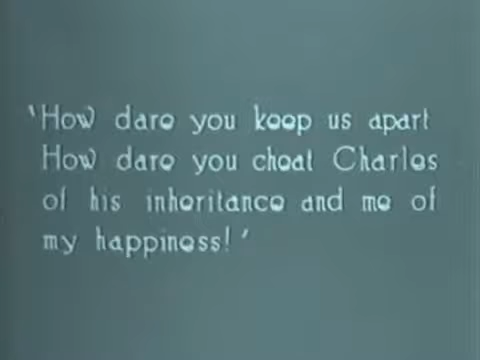 'How dare you keep us apart
How dare you cheat Charles
of his inheritance and me of
my happiness!'